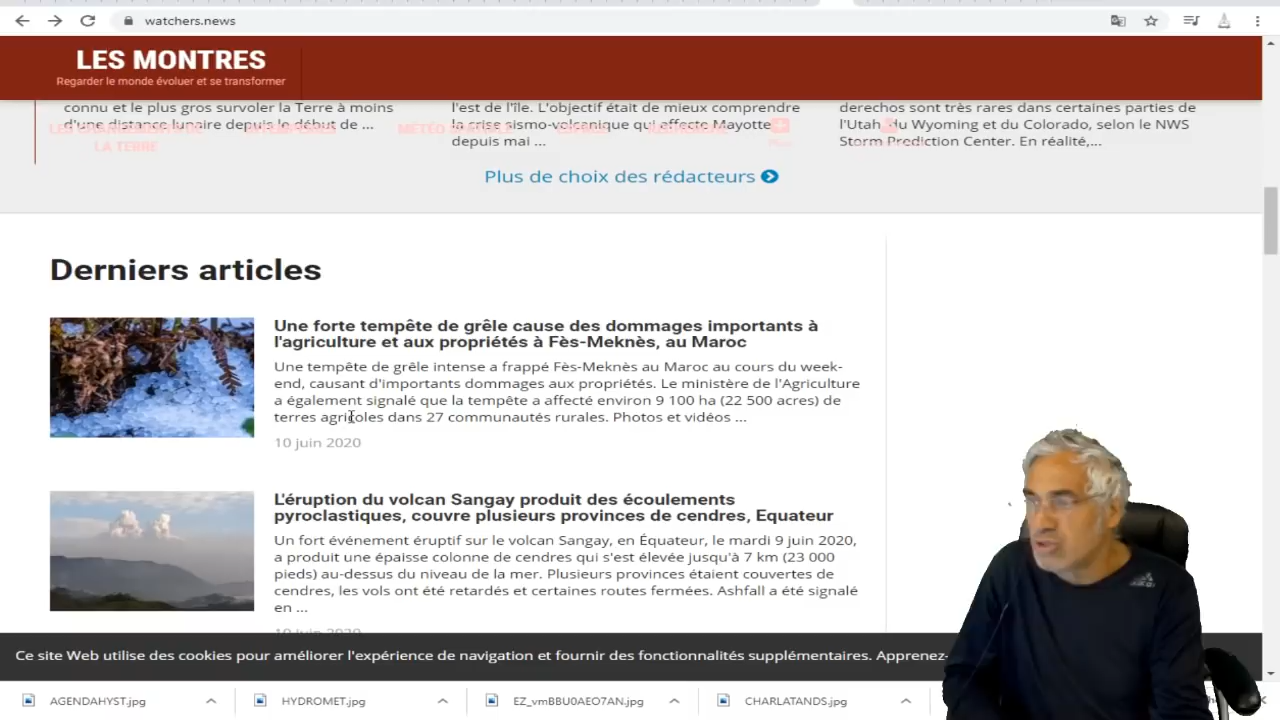 watchers.news
LES MONTRES
Regarder le monde évoluer et se transformer
connu et le plus gros survoler la Terre à moins
d'une distance lunaire depuis le début de ...
LA TERRE
l'est de l'île. L'objectif était de mieux comprendre
la crise sismo-volcanique qui affecte Mayotte
depuis mai ...
derechos sont très rares dans certaines parties de
l'Utah du Wyoming et du Colorado, selon le NWS
Storm Prediction Center. En réalité,...
Plus de choix des rédacteurs
Derniers articles
Une forte tempête de grêle cause des dommages importants à
l'agriculture et aux propriétés à Fès-Meknès, au Maroc
Une tempête de grêle intense a frappé Fès-Meknès au Maroc au cours du week-
end, causant d'importants dommages aux propriétés. Le ministère de l'Agriculture
a également signalé que la tempête a affecté environ 9 100 ha (22 500 acres) de
terres agricoles dans 27 communautés rurales. Photos et vidéos ...
10 juin 2020
L'éruption du volcan Sangay produit des écoulements
pyroclastiques, couvre plusieurs provinces de cendres, Equateur
Un fort événement éruptif sur le volcan Sangay, en Équateur, le mardi 9 juin 2020,
a produit une épaisse colonne de cendres qui s'est élevée jusqu'à 7 km (23 000
pieds) au-dessus du niveau de la mer. Plusieurs provinces étaient couvertes de
cendres, les vols ont été retardés et certaines routes fermées. Ashfall a été signalé
en ...
10 juin 2020
Ce site Web utilise des cookies pour améliorer l'expérience de navigation et fournir des fonctionnalités supplémentaires. Apprenez-
AGENDAHYST.jpg
HYDROMET.jpg
EZ_vmBBU0AEO7AN.jpg
CHARLATANDS.jpg